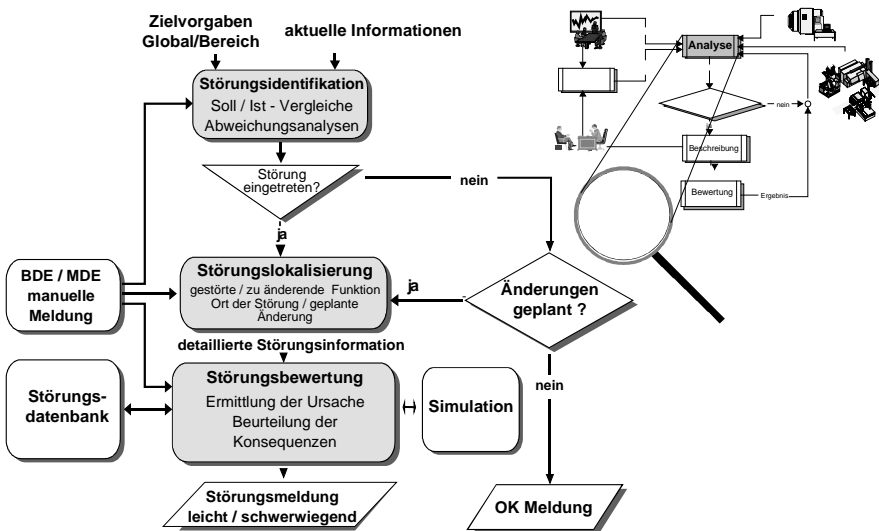 Zielvorgaben
Global/Bereich
aktuelle Informationen
Störungsidentifikation
Soll / Ist - Vergleiche
Abweichungsanalysen
Störung
eingetreten?
nein
ja
BDE / MDE
manuelle
Meldung
Störungslokalisierung
gestörte / zu ändernde Funktion
Ort der Störung / geplante
Änderung
ja
Änderungen
geplant ?
detaillierte Störungsinformation
Störungs-
datenbank
Störungsbewertung
Ermittlung der Ursache
Beurteilung der
Konsequenzen
Simulation
nein
Störungsmeldung
leicht / schwerwiegend
OK Meldung
Analyse
nein
Beschreibung
Bewertung
Ergebnis